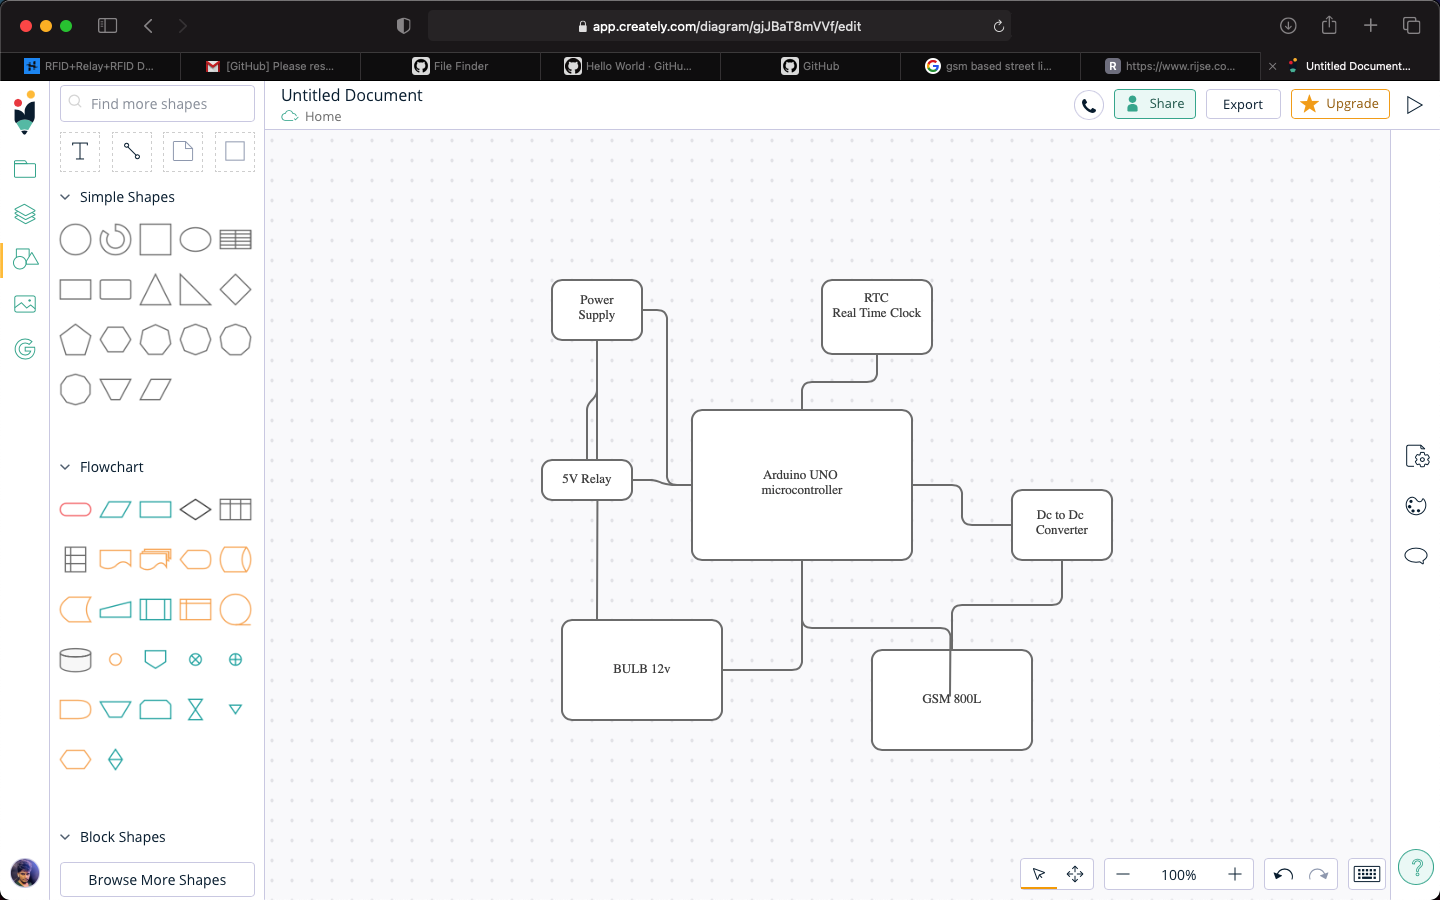 app.creately.com/diagram/gjJBaT8mVVf/edit
RFID+Relay+RFID D...
[GitHub] Please res...
File Finder
Hello World · GitHu...
GitHub
gsm based street li...
https://www.rijse.co...
Untitled Document...
Find more shapes
Untitled Document
Home
Share
Export
Upgrade
T
Simple Shapes
Flowchart
Block Shapes
Browse More Shapes
Power
Supply
RTC
Real Time Clock
5V Relay
Arduino UNO
microcontroller
Dc to Dc
Converter
BULB 12v
GSM 800L
100%
?